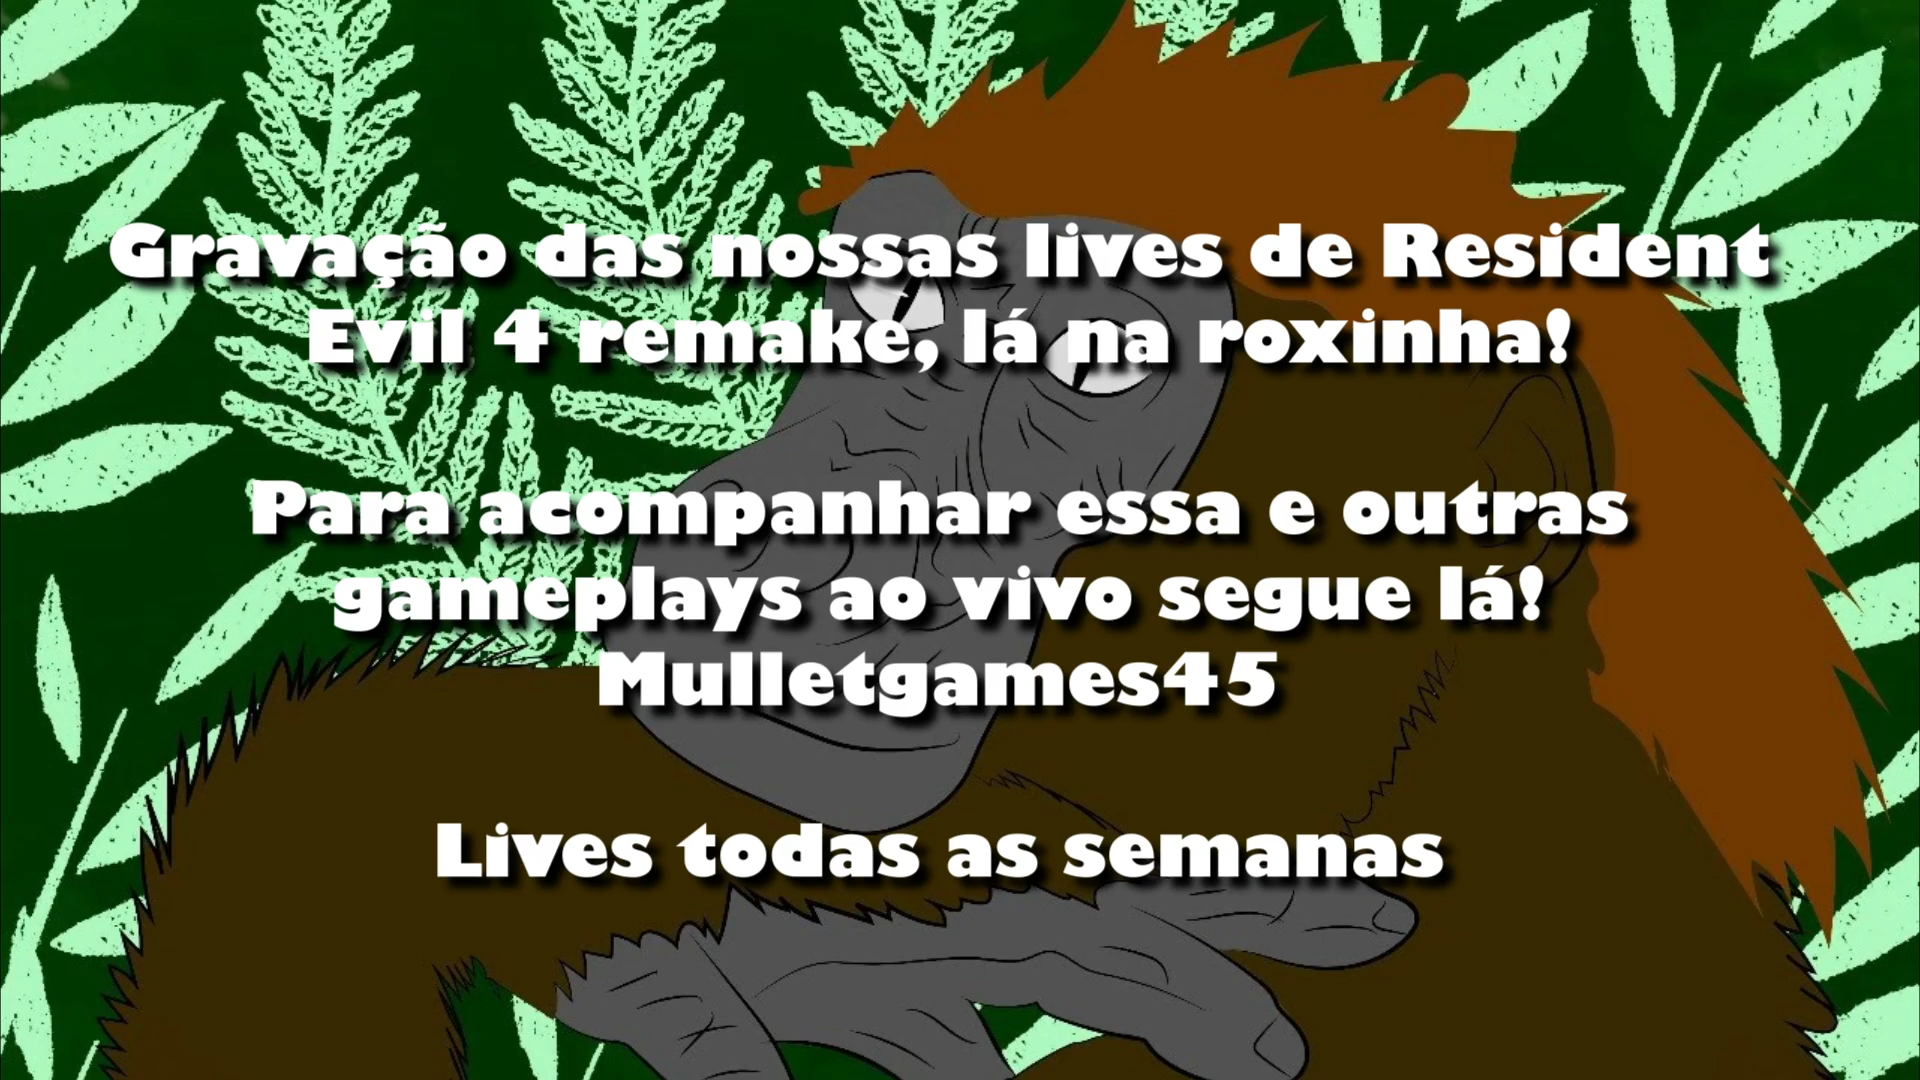 Gravação das nossas lives de Resident
Evil 4 remake, lá na roxinha!
Para acompanhar essa e outras
gameplays ao vivo segue lá!
Mulletgames45
Lives todas as semanas